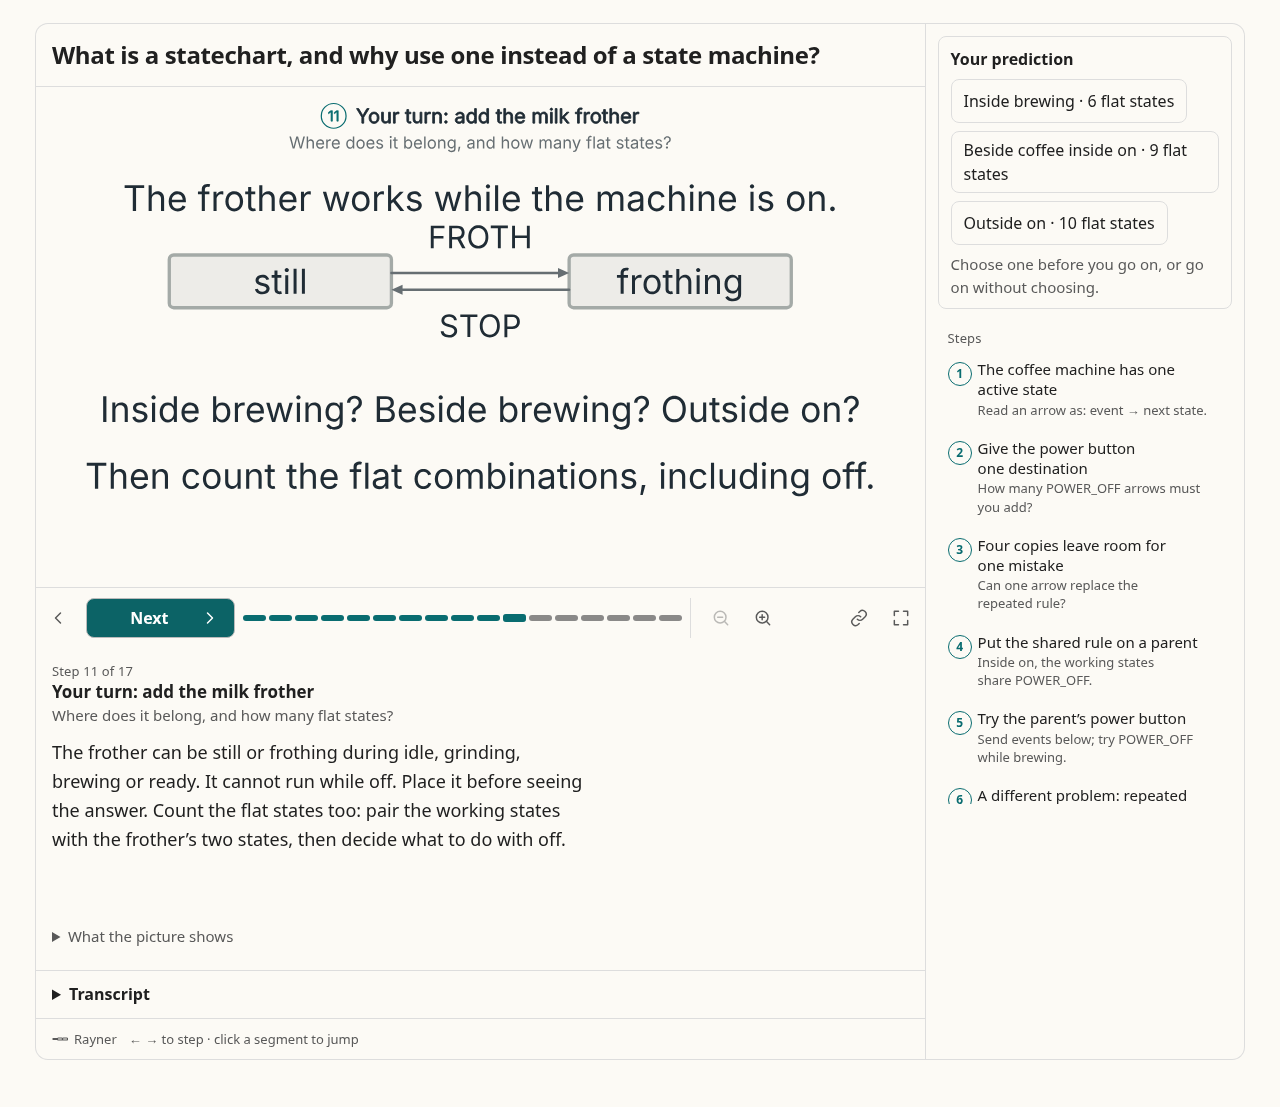 What is a statechart, and why use one instead of a state machine?
11 Your turn: add the milk frother
Where does it belong, and how many flat states?
The frother works while the machine is on.
FROTH
still
frothing
STOP
Inside brewing? Beside brewing? Outside on?
Then count the flat combinations, including off.
Next
Step 11 of 17
Your turn: add the milk frother
Where does it belong, and how many flat states?
The frother can be still or frothing during idle, grinding,
brewing or ready. It cannot run while off. Place it before seeing
the answer. Count the flat states too: pair the working states
with the frother’s two states, then decide what to do with off.
What the picture shows
Transcript
Rayner ← → to step · click a segment to jump
Your prediction
Inside brewing · 6 flat states
Beside coffee inside on · 9 flat
states
Outside on · 10 flat states
Choose one before you go on, or go
on without choosing.
Steps
1 The coffee machine has one
active state
Read an arrow as: event → next state.
2 Give the power button
one destination
How many POWER_OFF arrows must
you add?
3 Four copies leave room for
one mistake
Can one arrow replace the
repeated rule?
4 Put the shared rule on a parent
Inside on, the working states
share POWER_OFF.
5 Try the parent’s power button
Send events below; try POWER_OFF
while brewing.
6 A different problem: repeated